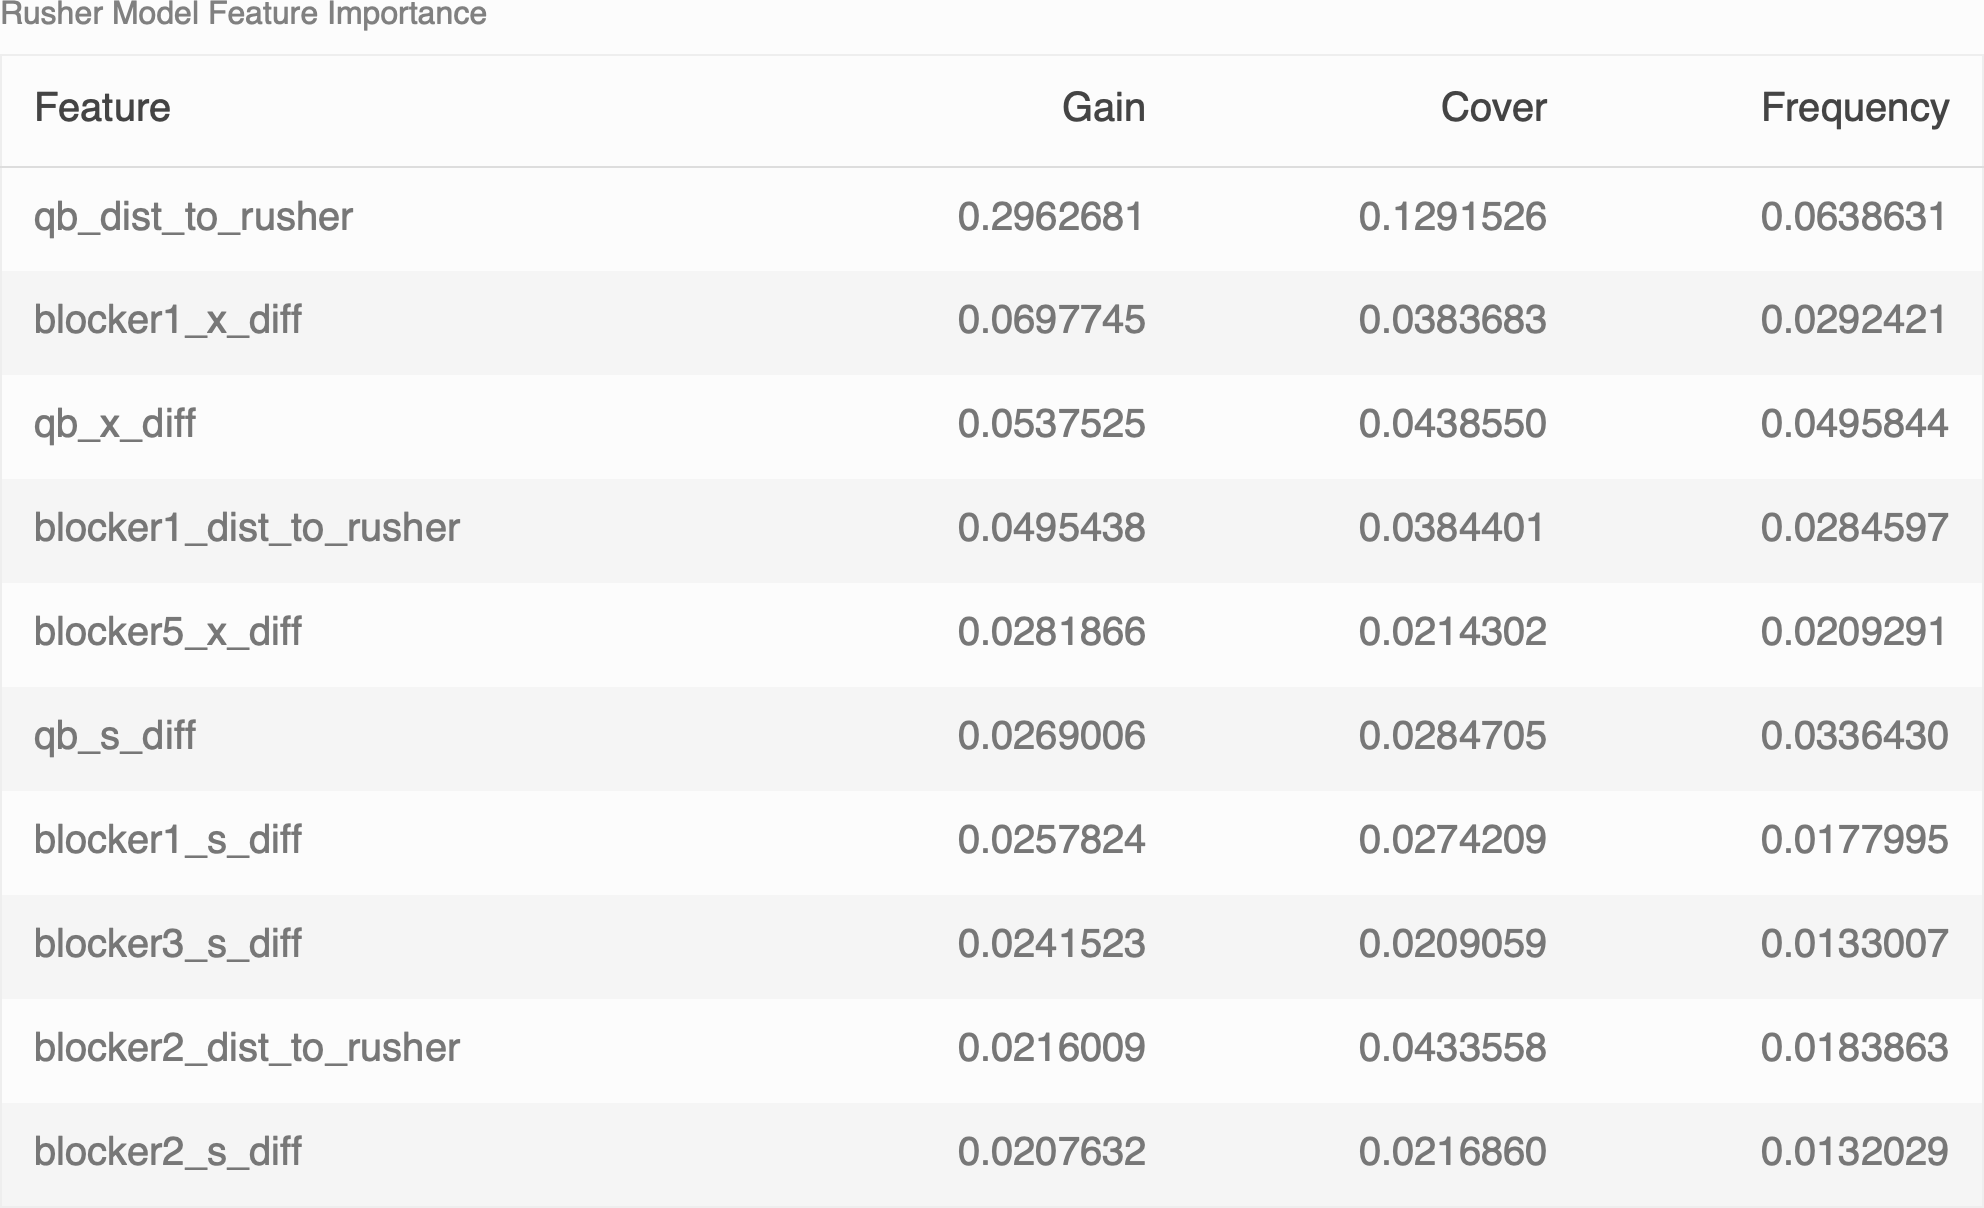 Rusher Model Feature Importance
Feature Gain Cover Frequency
qb_dist_to_rusher 0.2962681 0.1291526 0.0638631
blocker1_x_diff 0.0697745 0.0383683 0.0292421
qb_x_diff 0.0537525 0.0438550 0.0495844
blocker1_dist_to_rusher 0.0495438 0.0384401 0.0284597
blocker5_x_diff 0.0281866 0.0214302 0.0209291
qb_s_diff 0.0269006 0.0284705 0.0336430
blocker1_s_diff 0.0257824 0.0274209 0.0177995
blocker3_s_diff 0.0241523 0.0209059 0.0133007
blocker2_dist_to_rusher 0.0216009 0.0433558 0.0183863
blocker2_s_diff 0.0207632 0.0216860 0.0132029